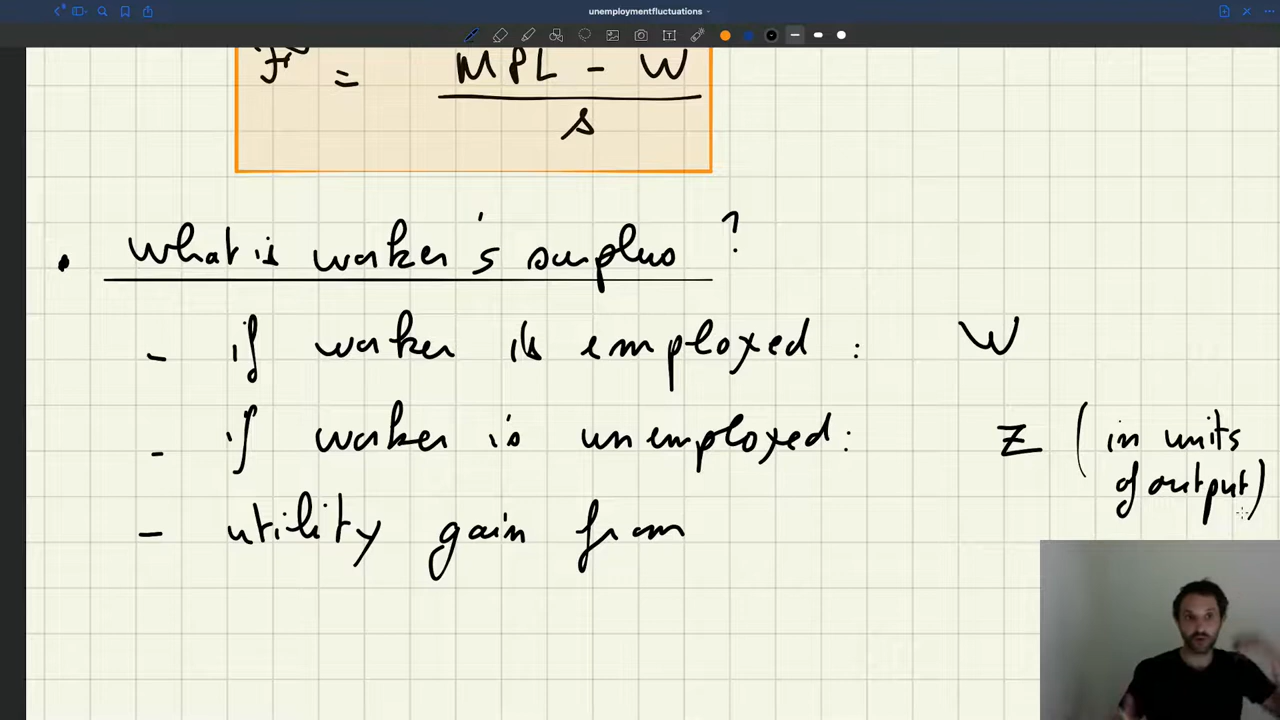 unemploymentfluctuations
= MPL - W
s
• What is worker's surplus ?
- if worker is employed : W
- if worker is unemployed : Z (in units
of output)
- utility gain from